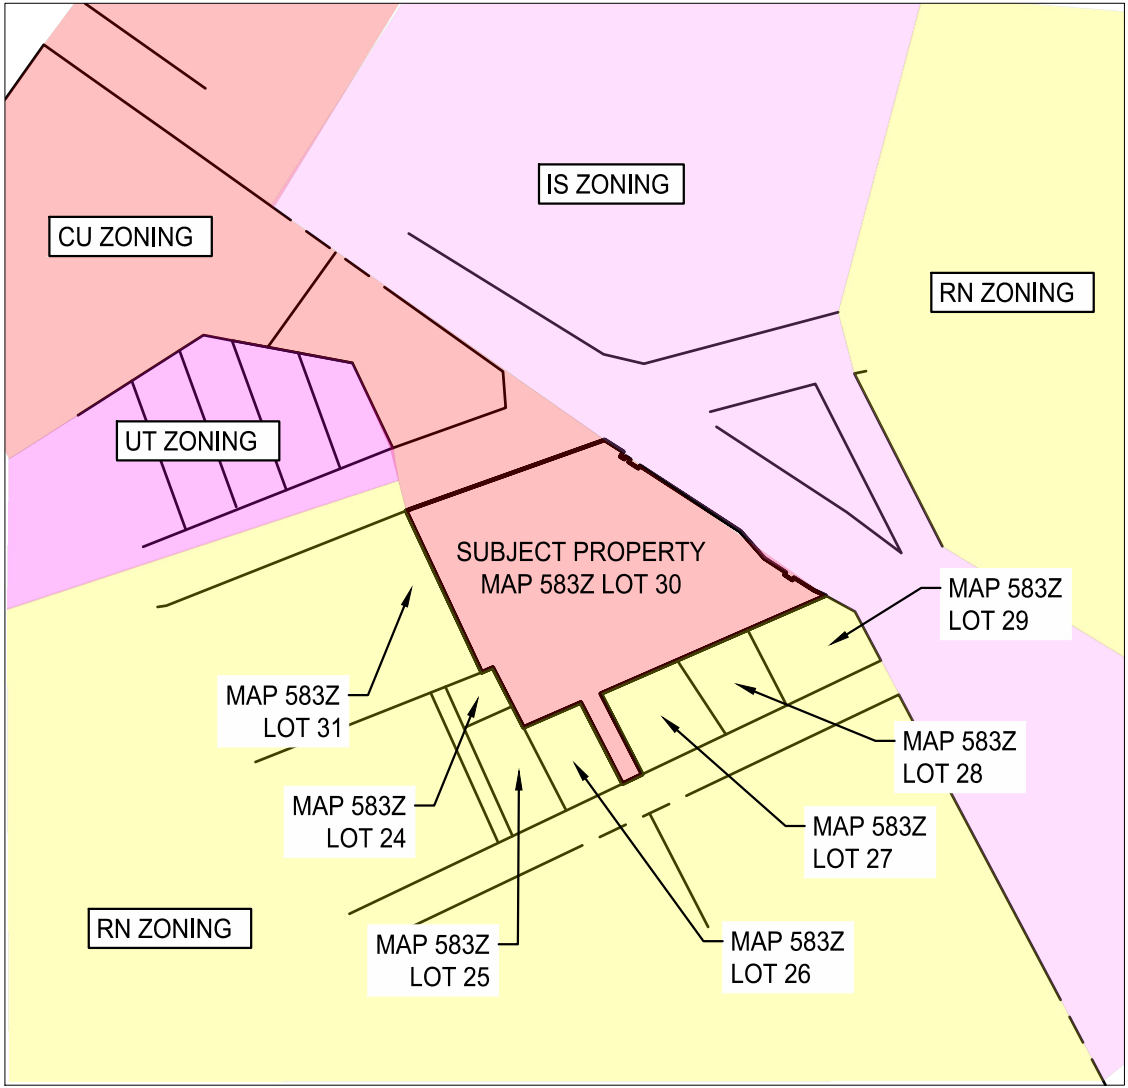 IS ZONING
CU ZONING
RN ZONING
UT ZONING
SUBJECT PROPERTY
MAP 583Z LOT 30
MAP 583Z
LOT 29
MAP 583Z
LOT 31
MAP 583Z
LOT 28
MAP 583Z
LOT 24
MAP 583Z
LOT 27
RN ZONING
MAP 583Z
LOT 25
MAP 583Z
LOT 26